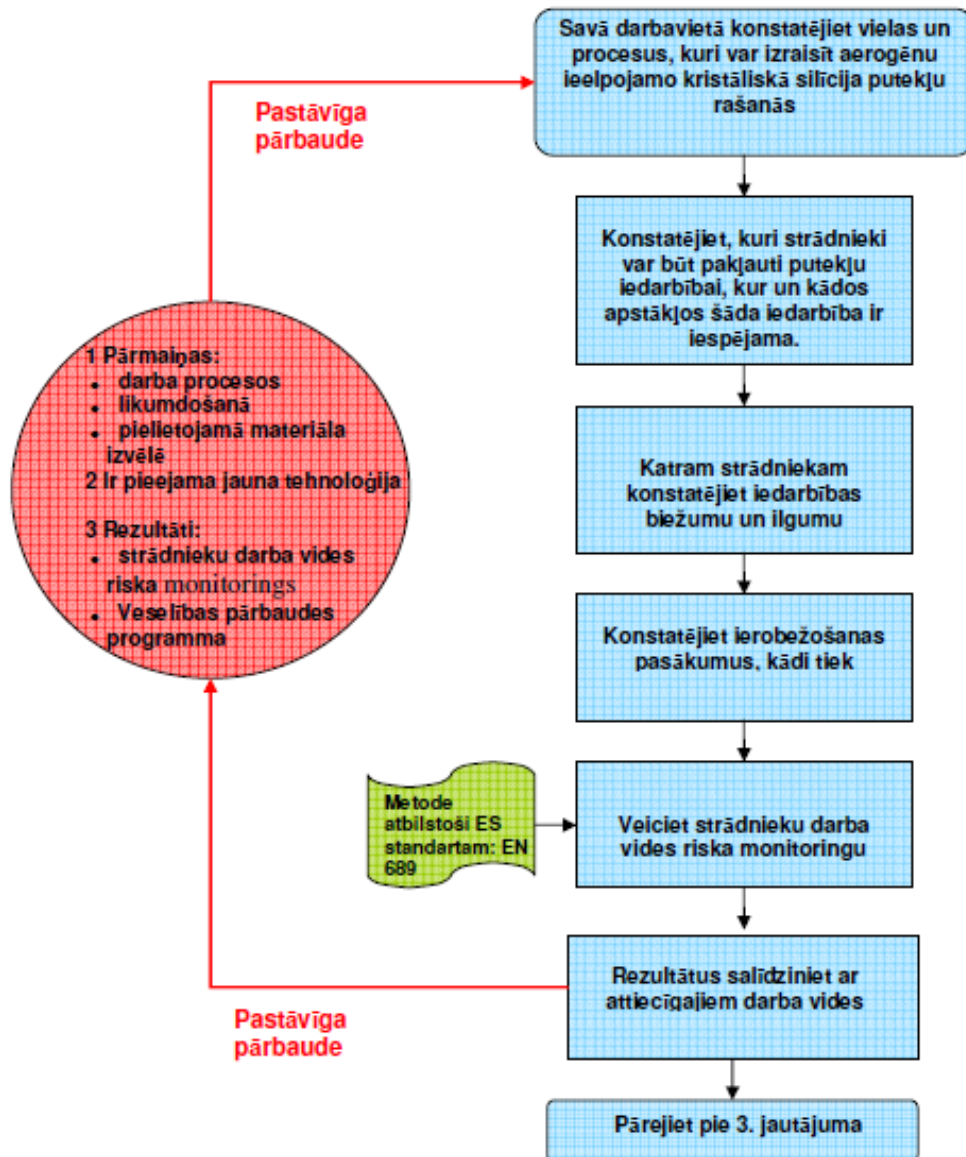 Savā darbavietā konstatējiet vielas un
procesus, kuri var izraisīt aerogēnu
ieelpojamo kristāliskā silīcija putekļu
rašanās
Pastāvīga
pārbaude
Konstatējiet, kuri strādnieki
var būt pakļauti putekļu
iedarbībai, kur un kādos
apstākļos šāda iedarbība ir
iespējama.
1 Pārmaiņas:
• darba procesos
• likumdošanā
• pielietojamā materiāla
izvēlē
2 Ir pieejama jauna tehnoloģija
3 Rezultāti:
• strādnieku darba vides
riska monitorings
• Veselības pārbaudes
programma
Katram strādniekam
konstatējiet iedarbības
biežumu un ilgumu
Konstatējiet ierobežošanas
pasākumus, kādi tiek
Metode
atbilstoši ES
standartam: EN
689
Veiciet strādnieku darba
vides riska monitoringu
Rezultātus salīdziniet ar
attiecīgajiem darba vides
Pastāvīga
pārbaude
Pārejiet pie 3. jautājuma